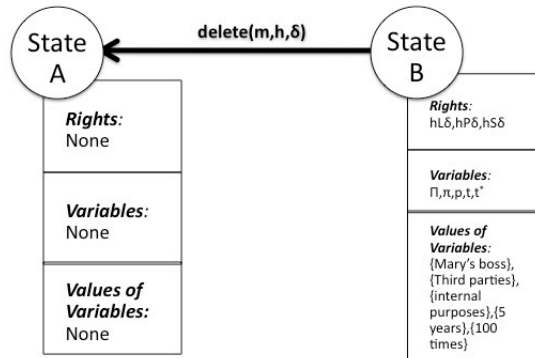 State
A
delete(m,h,δ)
State
B
Rights:
None
Variables:
None
Values of
Variables:
None
Rights:
hLδ,hPδ,hSδ
Variables:
Π,π,p,t,t*
Values of
Variables:
{Mary's boss},
{Third parties},
{internal
purposes},{5
years},{100
times}